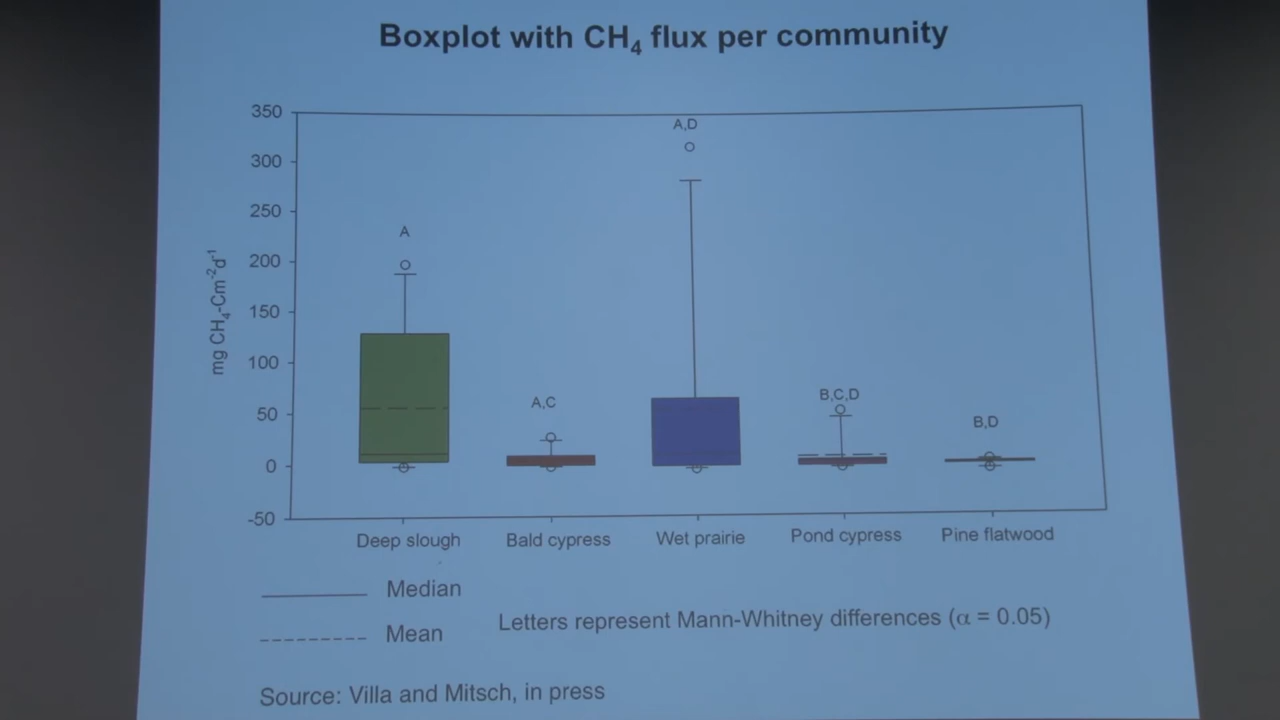 Boxplot with CH₄ flux per community
350
300
250
200
150
100
50
0
-50
mg CH₄-Cm⁻²d⁻¹
A
A,C
A,D
B,C,D
B,D
Deep slough Bald cypress Wet prairie Pond cypress Pine flatwood
Median
Mean
Letters represent Mann-Whitney differences (α = 0.05)
Source: Villa and Mitsch, in press